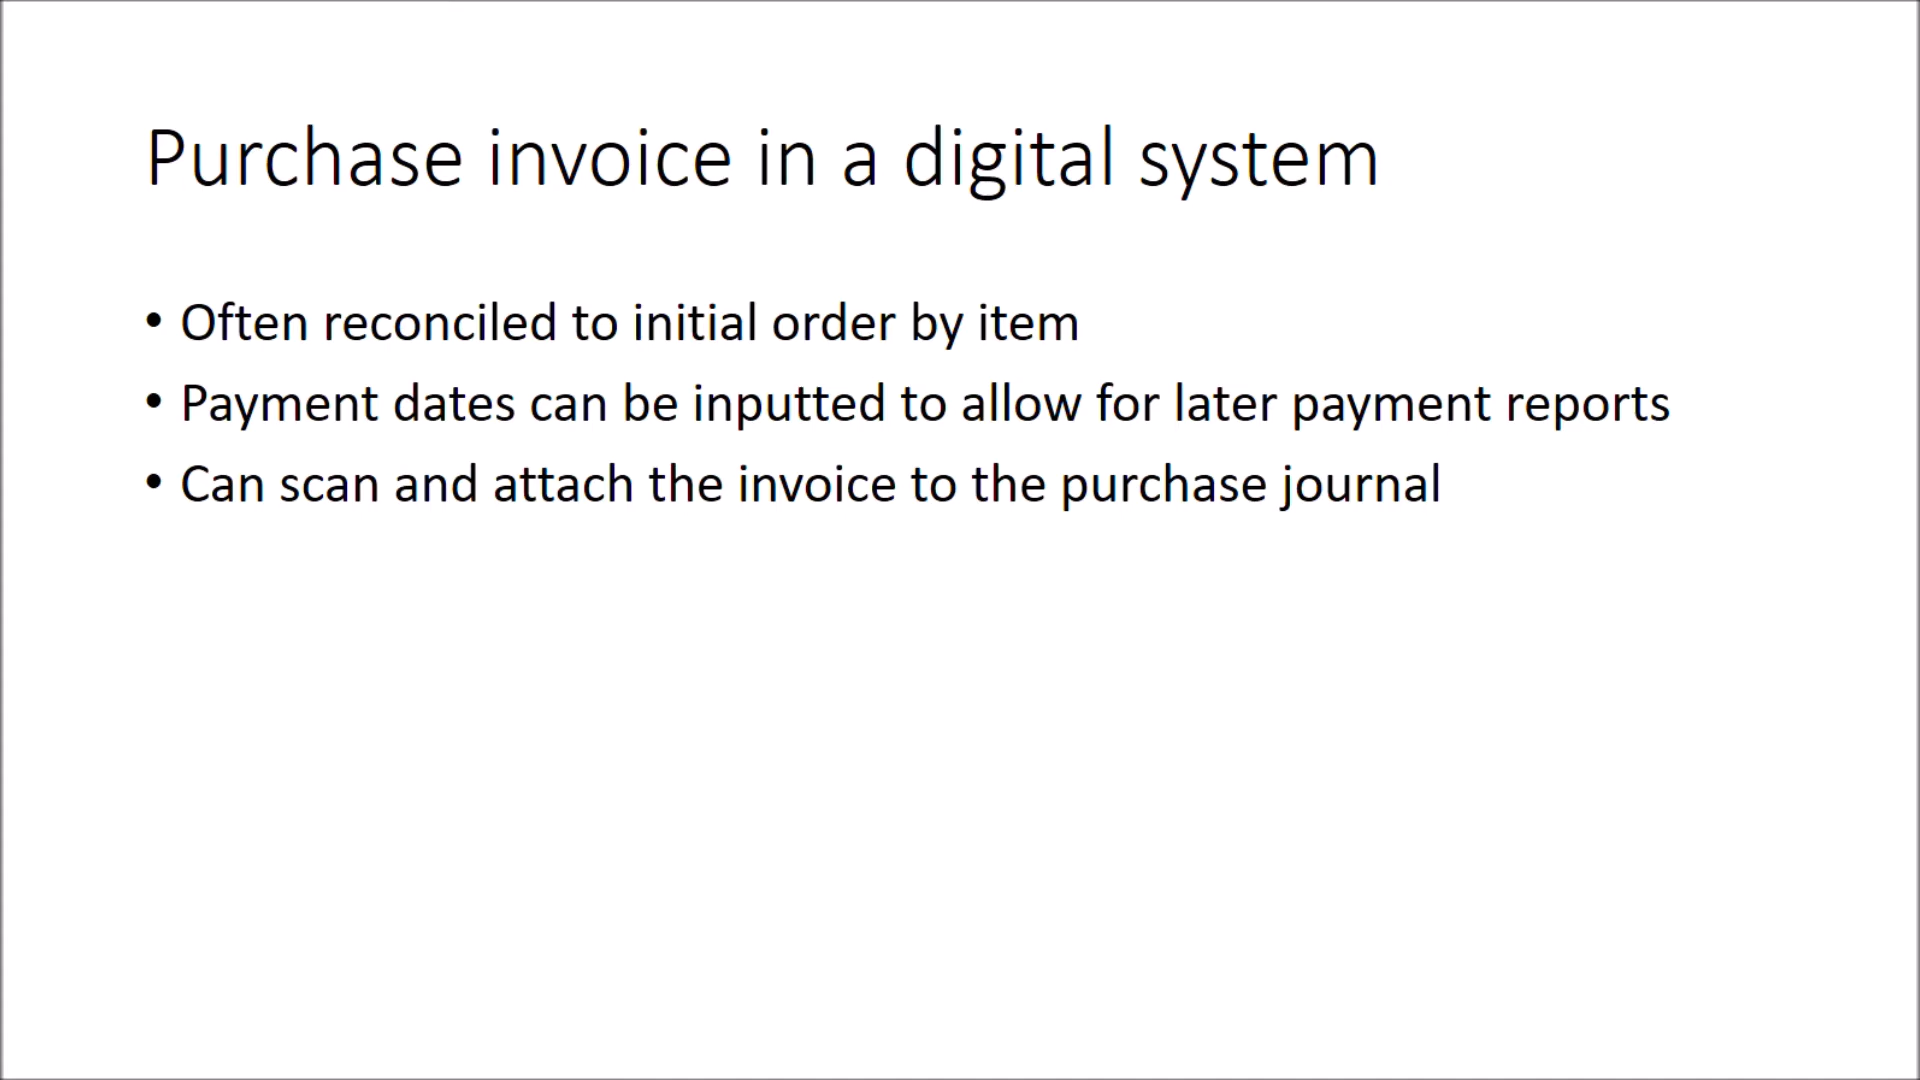 Purchase invoice in a digital system
• Often reconciled to initial order by item
• Payment dates can be inputted to allow for later payment reports
• Can scan and attach the invoice to the purchase journal